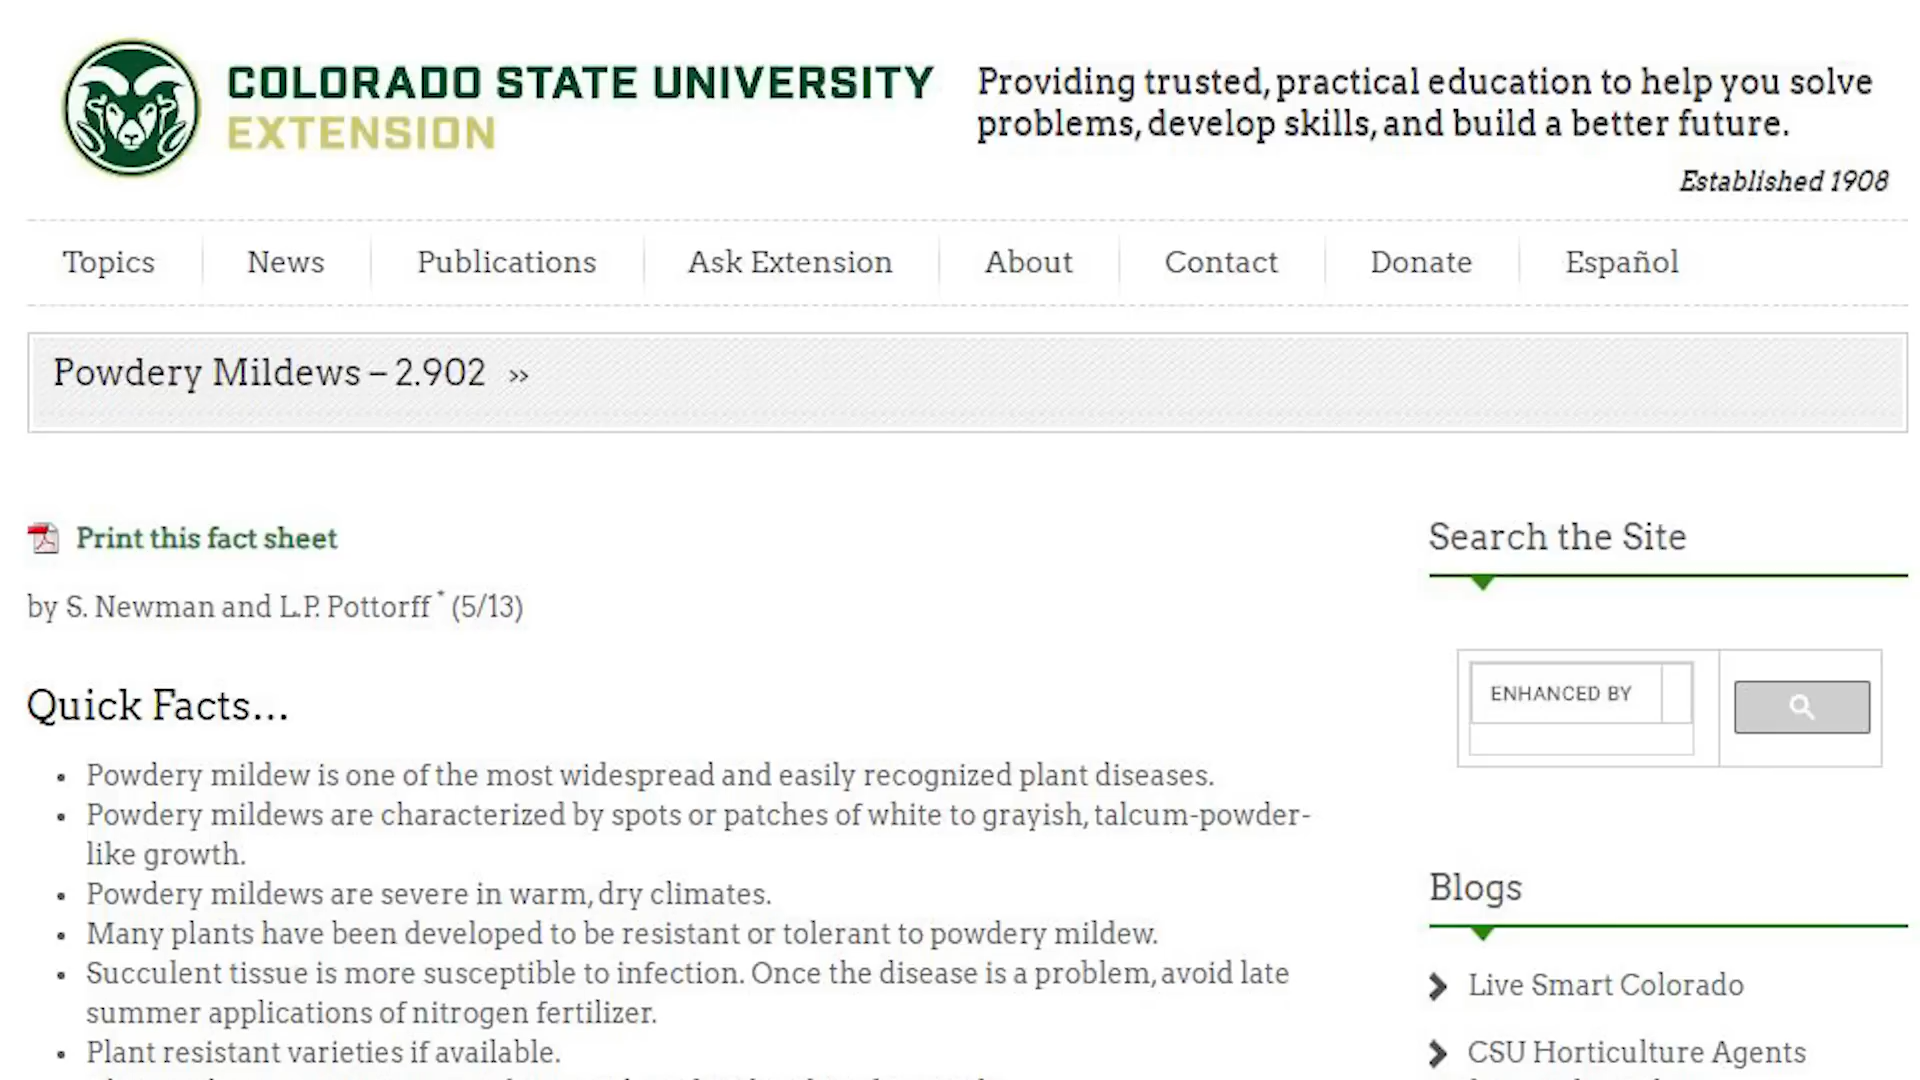 COLORADO STATE UNIVERSITY
EXTENSION
Providing trusted, practical education to help you solve
problems, develop skills, and build a better future.
Established 1908
Topics
News
Publications
Ask Extension
About
Contact
Donate
Español
Powdery Mildews – 2.902 »
Print this fact sheet
by S. Newman and L.P. Pottorff * (5/13)
Quick Facts…
• Powdery mildew is one of the most widespread and easily recognized plant diseases.
• Powdery mildews are characterized by spots or patches of white to grayish, talcum-powder-
like growth.
• Powdery mildews are severe in warm, dry climates.
• Many plants have been developed to be resistant or tolerant to powdery mildew.
• Succulent tissue is more susceptible to infection. Once the disease is a problem, avoid late
summer applications of nitrogen fertilizer.
• Plant resistant varieties if available.
Search the Site
ENHANCED BY
Blogs
Live Smart Colorado
CSU Horticulture Agents